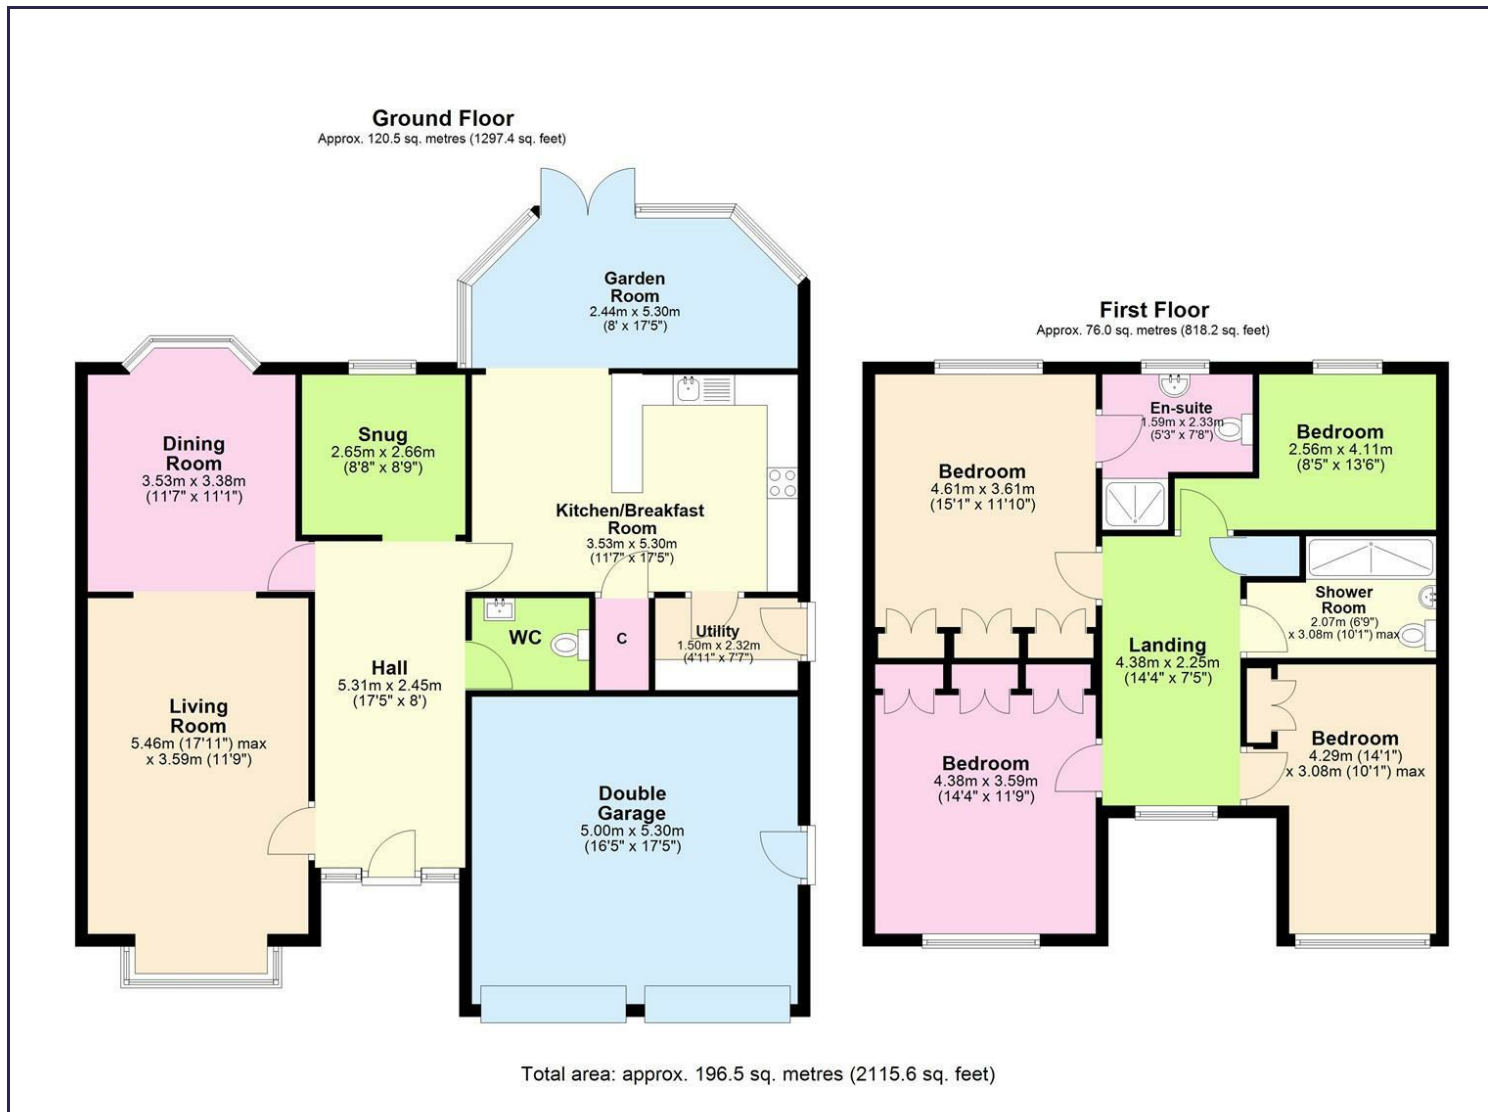 Ground Floor
Approx. 120.5 sq. metres (1297.4 sq. feet)
Garden
Room
2.44m x 5.30m
(8' x 17'5")
Dining
Room
3.53m x 3.38m
(11'7" x 11'1")
Snug
2.65m x 2.66m
(8'8" x 8'9")
Kitchen/Breakfast
Room
3.53m x 5.30m
(11'7" x 17'5")
WC
C
Utility
1.50m x 2.32m
(4'11" x 7'7")
Hall
5.31m x 2.45m
(17'5" x 8')
Living
Room
5.46m (17'11") max
x 3.59m (11'9")
Double
Garage
5.00m x 5.30m
(16'5" x 17'5")
First Floor
Approx. 76.0 sq. metres (818.2 sq. feet)
En-suite
1.59m x 2.33m
(5'3" x 7'8")
Bedroom
2.56m x 4.11m
(8'5" x 13'6")
Bedroom
4.61m x 3.61m
(15'1" x 11'10")
Shower
Room
2.07m (6'9")
x 3.08m (10'1") max
Landing
4.38m x 2.25m
(14'4" x 7'5")
Bedroom
4.38m x 3.59m
(14'4" x 11'9")
Bedroom
4.29m (14'1")
x 3.08m (10'1") max
Total area: approx. 196.5 sq. metres (2115.6 sq. feet)